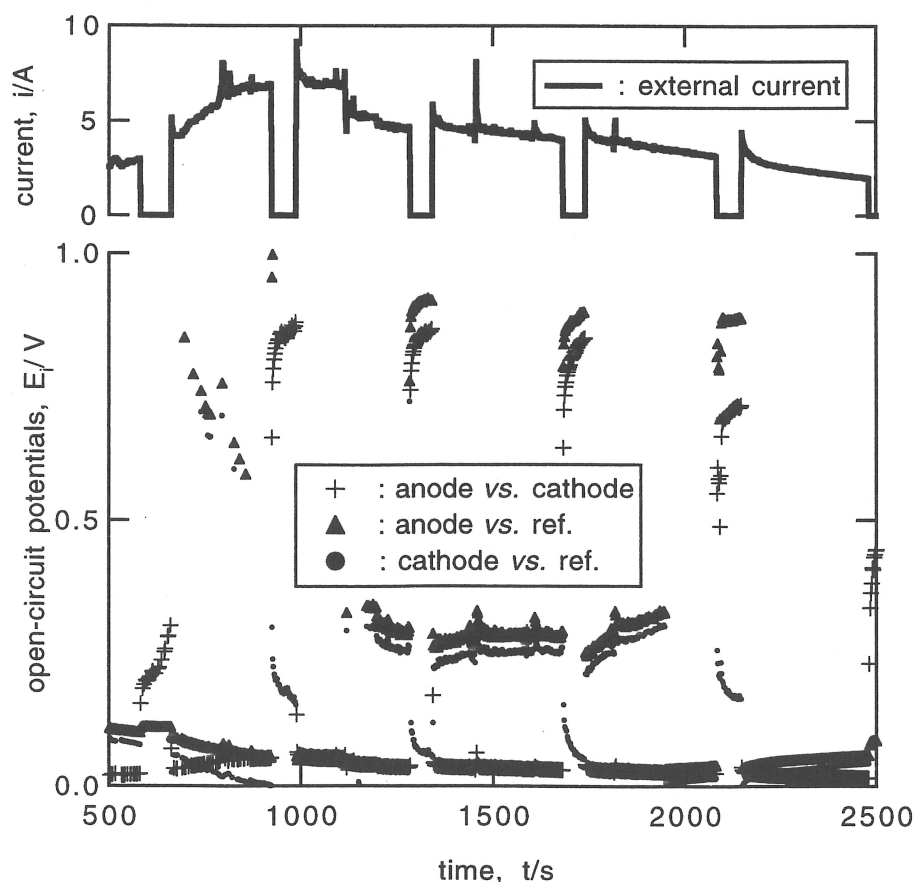 10
5
0
current, i/A
: external current
1.0
0.5
0.0
open-circuit potentials, Ei/ V
: anode vs. cathode
: anode vs. ref.
: cathode vs. ref.
500 1000 1500 2000 2500
time, t/s